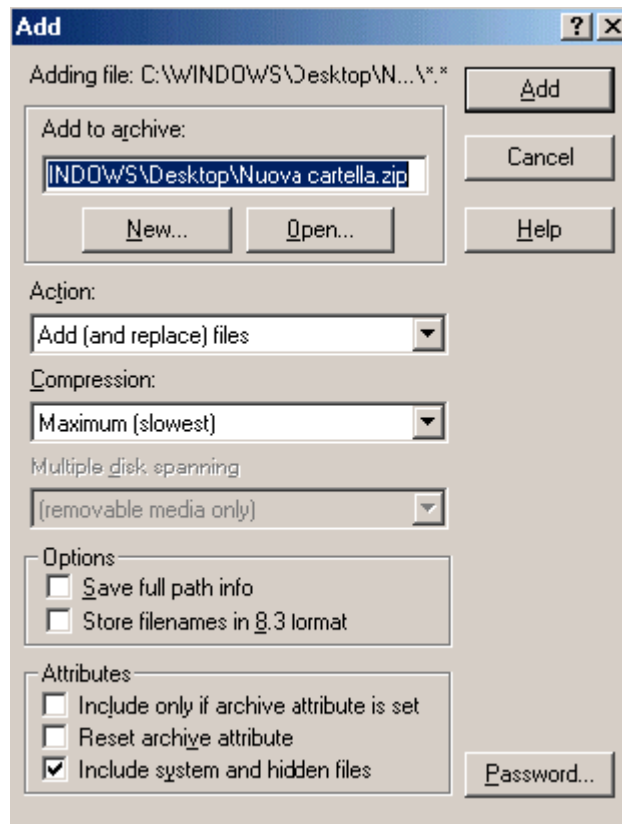 Add
Adding file: C:\WINDOWS\Desktop\N...\*.*
Add
Add to archive:
INDOWS\Desktop\Nuova cartella.zip
Cancel
New...
Open...
Help
Action:
Add (and replace) files
Compression:
Maximum (slowest)
Multiple disk spanning
(removable media only)
Options
Save full path info
Store filenames in 8.3 format
Attributes
Include only if archive attribute is set
Reset archive attribute
Include system and hidden files
Password...